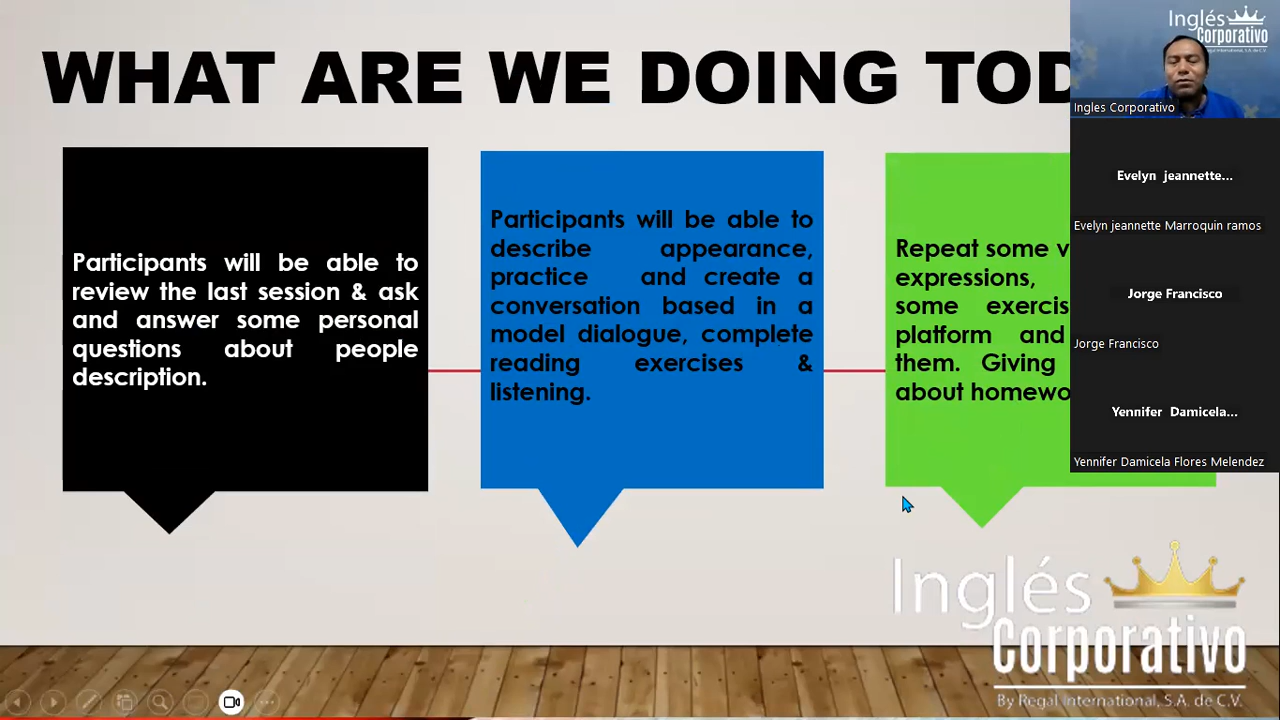 WHAT ARE WE DOING TOD
Participants will be able to
review the last session & ask
and answer some personal
questions about people
description.
Participants will be able to
describe appearance,
practice and create a
conversation based in a
model dialogue, complete
reading exercises &
listening.
Repeat some v
expressions,
some exercis
platform and
them. Giving
about homewo
Inglés
Corporativo
By Regal International, S.A. de C.V.
Inglés
Corporativo
By Regal International, S.A. de C.V.
Ingles Corporativo
Evelyn jeannette...
Evelyn jeannette Marroquin ramos
Jorge Francisco
Jorge Francisco
Yennifer Damicela...
Yennifer Damicela Flores Melendez